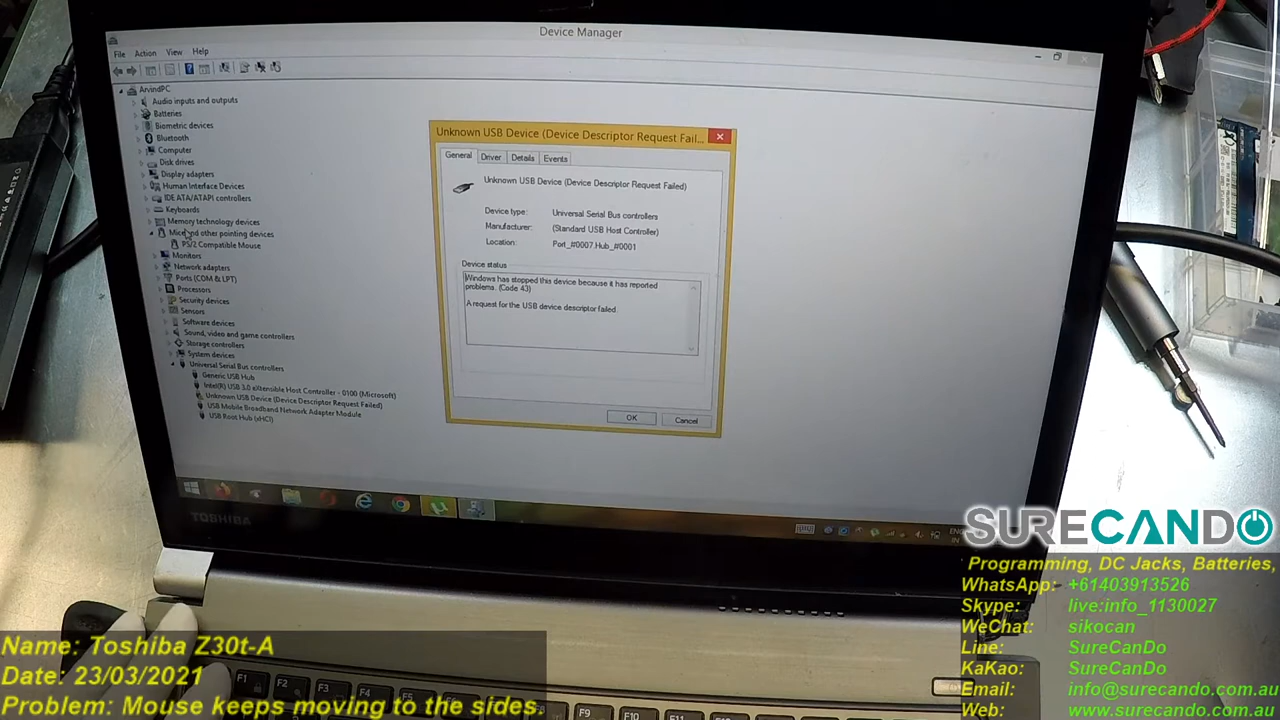 Device Manager
File Action View Help
ArvindPC
Audio inputs and outputs
Batteries
Biometric devices
Bluetooth
Computer
Disk drives
Display adapters
Human Interface Devices
IDE ATA/ATAPI controllers
Keyboards
Memory technology devices
Mice and other pointing devices
PS/2 Compatible Mouse
Monitors
Network adapters
Ports (COM & LPT)
Processors
Security devices
Sensors
Software devices
Sound, video and game controllers
Storage controllers
System devices
Universal Serial Bus controllers
Generic USB Hub
Intel(R) USB 3.0 eXtensible Host Controller - 0100 (Microsoft)
Unknown USB Device (Device Descriptor Request Failed)
USB Mobile Broadband Network Adapter Module
USB Root Hub (xHCI)
Unknown USB Device (Device Descriptor Request Fail...
General Driver Details Events
Unknown USB Device (Device Descriptor Request Failed)
Device type: Universal Serial Bus controllers
Manufacturer: (Standard USB Host Controller)
Location: Port_#0007.Hub_#0001
Device status
Windows has stopped this device because it has reported
problems. (Code 43)
A request for the USB device descriptor failed.
OK Cancel
TOSHIBA
SURECANDO
Programming, DC Jacks, Batteries,
WhatsApp: +61403913526
Skype: live:info_1130027
WeChat: sikocan
Line: SureCanDo
KaKao: SureCanDo
Email: info@surecando.com.au
Web: www.surecando.com.au
Name: Toshiba Z30t-A
Date: 23/03/2021
Problem: Mouse keeps moving to the sides.
F1 F2 F3 F4 F8 F9 F10 F11